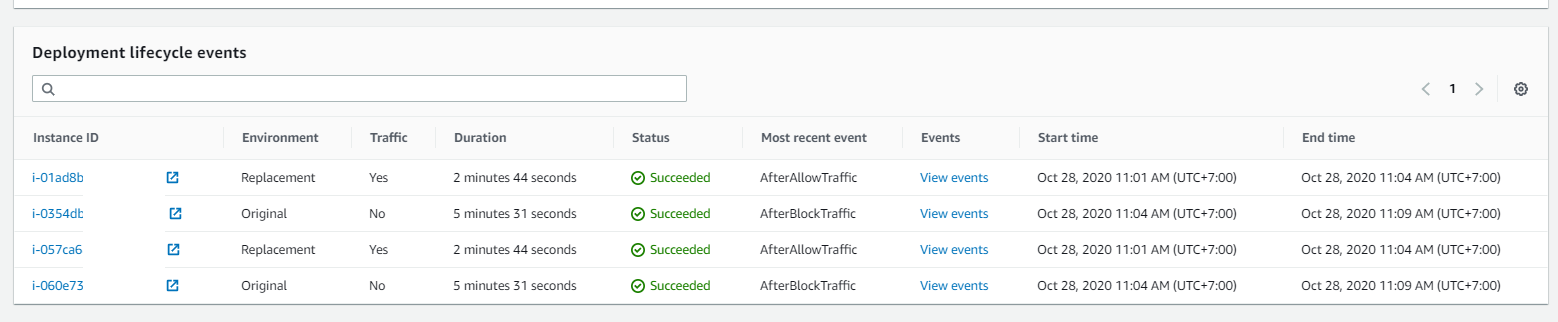 Deployment lifecycle events
1
Instance ID Environment Traffic Duration Status Most recent event Events Start time End time
i-01ad8b Replacement Yes 2 minutes 44 seconds Succeeded AfterAllowTraffic View events Oct 28, 2020 11:01 AM (UTC+7:00) Oct 28, 2020 11:04 AM (UTC+7:00)
i-0354db Original No 5 minutes 31 seconds Succeeded AfterBlockTraffic View events Oct 28, 2020 11:04 AM (UTC+7:00) Oct 28, 2020 11:09 AM (UTC+7:00)
i-057ca6 Replacement Yes 2 minutes 44 seconds Succeeded AfterAllowTraffic View events Oct 28, 2020 11:01 AM (UTC+7:00) Oct 28, 2020 11:04 AM (UTC+7:00)
i-060e73 Original No 5 minutes 31 seconds Succeeded AfterBlockTraffic View events Oct 28, 2020 11:04 AM (UTC+7:00) Oct 28, 2020 11:09 AM (UTC+7:00)